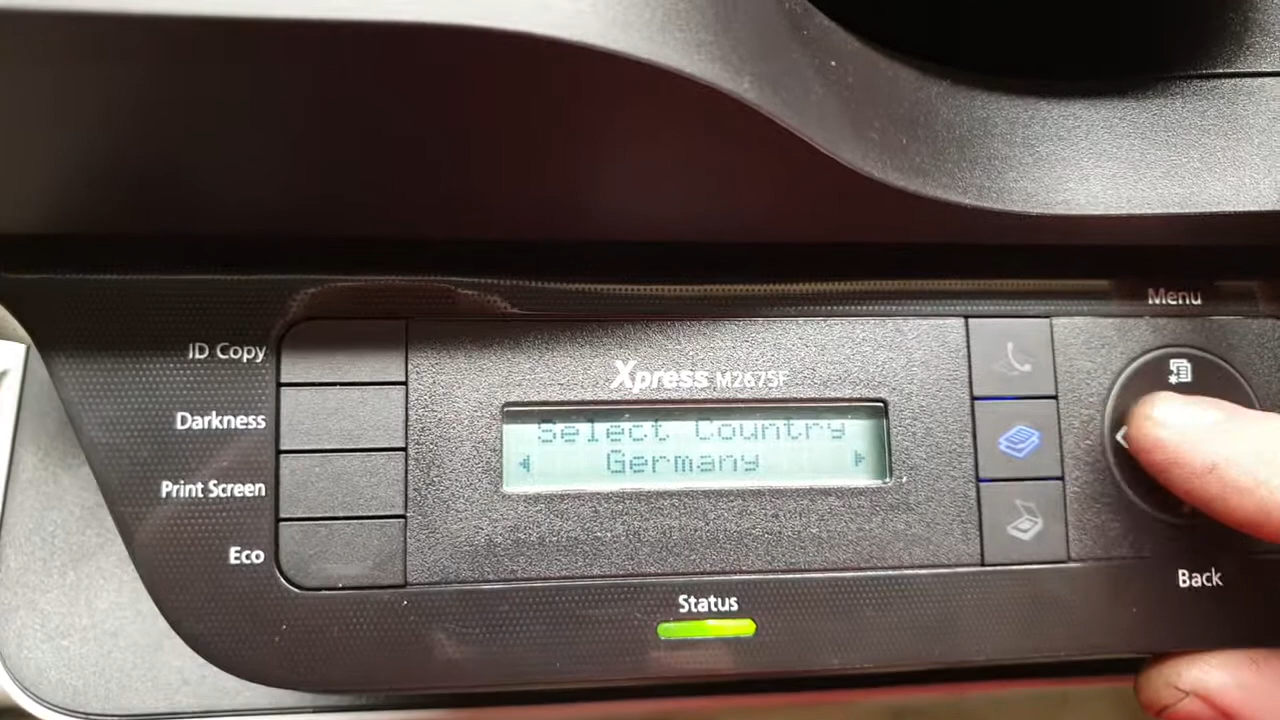 Menu
ID Copy
Darkness
Print Screen
Eco
Xpress M2675F
Select Country
Germany
Back
Status